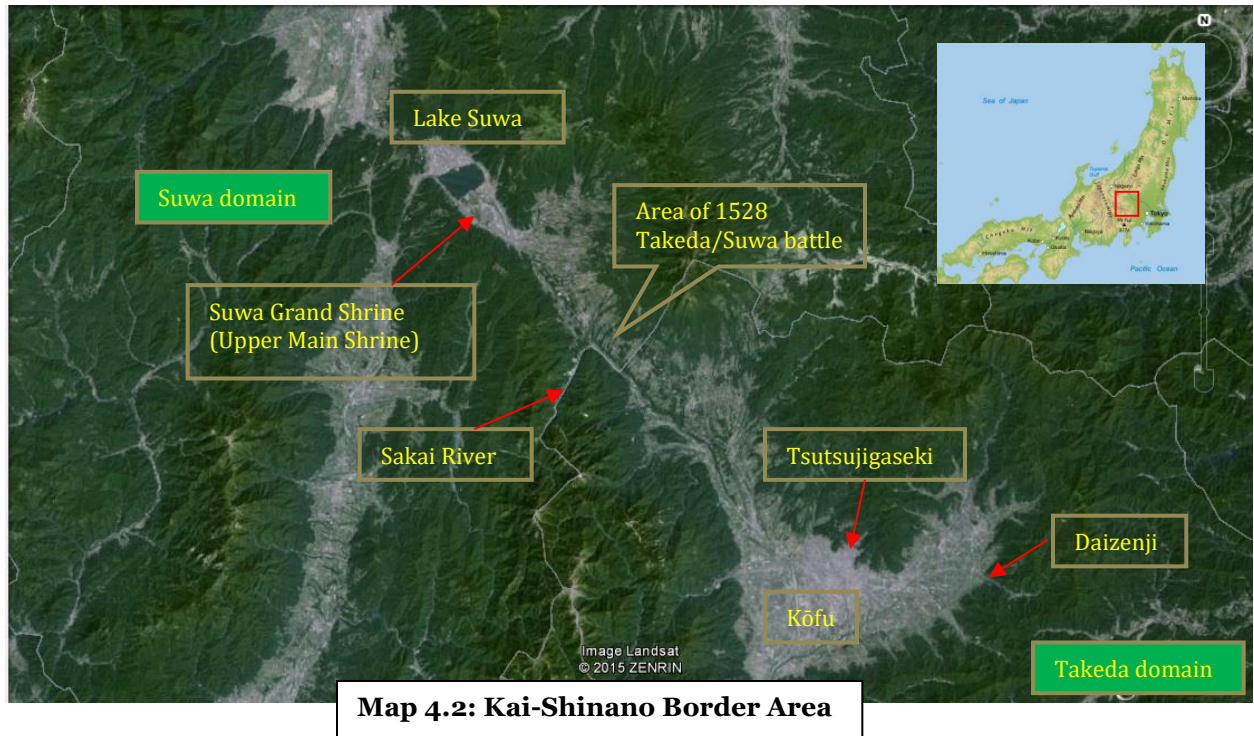 N
Lake Suwa
Suwa domain
Area of 1528
Takeda/Suwa battle
Suwa Grand Shrine
(Upper Main Shrine)
Sakai River
Tsutsujigaseki
Daizenji
Kōfu
Takeda domain
Image Landsat
© 2015 ZENRIN
Map 4.2: Kai-Shinano Border Area
Sea of Japan
Pacific Ocean
Tokyo
Nagoya
Osaka